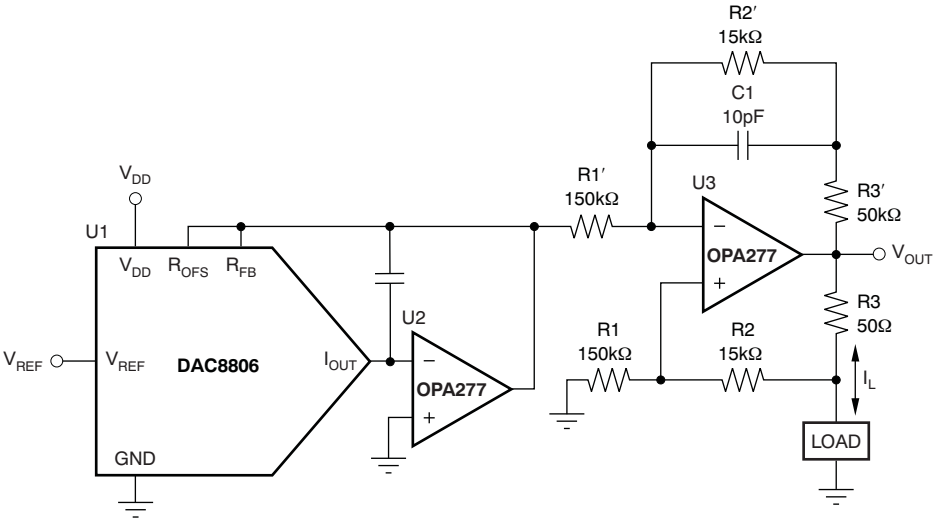 R2′
15kΩ
C1
10pF
V_DD
R1′
150kΩ
U3
R3′
50kΩ
U1
V_DD
R_OFS
R_FB
OPA277
−
+
V_OUT
U2
R3
50Ω
V_REF
V_REF
DAC8806
I_OUT
−
OPA277
+
R1
150kΩ
R2
15kΩ
I_L
GND
LOAD